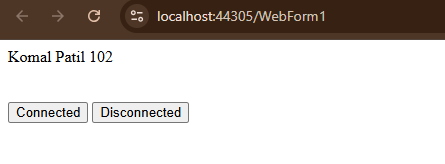 localhost:44305/WebForm1
Komal Patil 102
Connected Disconnected